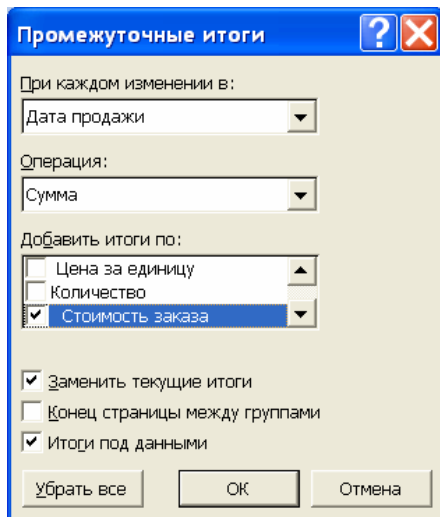 Промежуточные итоги
При каждом изменении в:
Дата продажи
Операция:
Сумма
Добавить итоги по:
Цена за единицу
Количество
Стоимость заказа
Заменить текущие итоги
Конец страницы между группами
Итоги под данными
Убрать все ОК Отмена